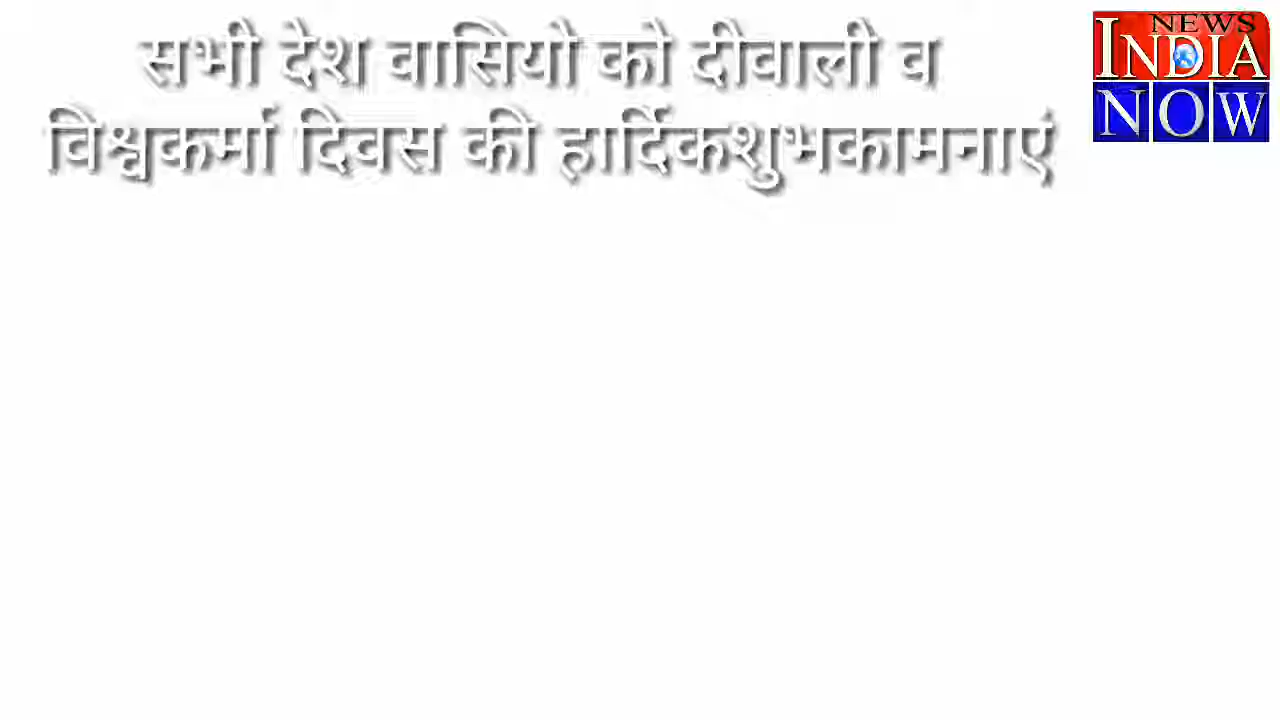 सभी देश वासियो को दीवाली व
विश्वकर्मा दिवस की हार्दिकशुभकामनाएं
NEWS
INDIA
NOW